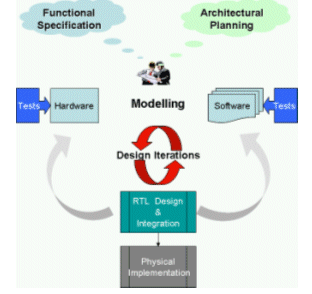 Functional
Specification
Architectural
Planning
Tests
Hardware
Modelling
Software
Tests
Design Iterations
RTL Design
&
Integration
Physical
Implementation